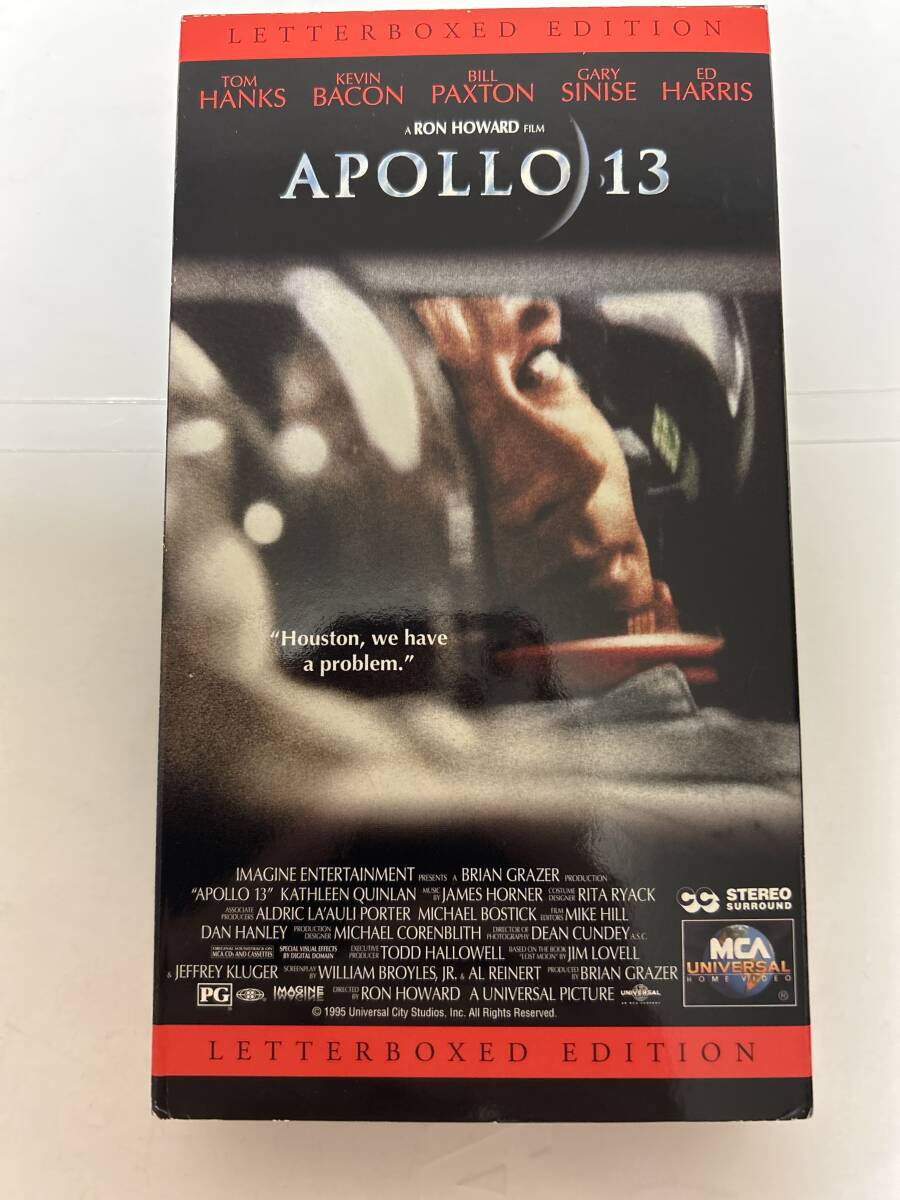 LETTERBOXED EDITION
TOM HANKS KEVIN BACON BILL PAXTON GARY SINISE ED HARRIS
A RON HOWARD FILM
APOLLO 13
"Houston, we have
a problem."
IMAGINE ENTERTAINMENT PRESENTS A BRIAN GRAZER PRODUCTION
"APOLLO 13" KATHLEEN QUINLAN MUSIC BY JAMES HORNER COSTUME DESIGNER RITA RYACK
ASSOCIATE PRODUCERS ALDRIC LA'AULI PORTER MICHAEL BOSTICK FILM EDITORS MIKE HILL
DAN HANLEY PRODUCTION DESIGNER MICHAEL CORENBLITH DIRECTOR OF PHOTOGRAPHY DEAN CUNDEY A.S.C.
ORIGINAL SOUNDTRACK ON MCA CDs AND CASSETTES SPECIAL VISUAL EFFECTS BY DIGITAL DOMAIN EXECUTIVE PRODUCER TODD HALLOWELL BASED ON THE BOOK "LOST MOON" BY JIM LOVELL
& JEFFREY KLUGER SCREENPLAY BY WILLIAM BROYLES, JR. & AL REINERT PRODUCED BY BRIAN GRAZER
PG IMAGINE DIRECTED BY RON HOWARD A UNIVERSAL PICTURE UNIVERSAL
© 1995 Universal City Studios, Inc. All Rights Reserved.
STEREO
SURROUND
MCA
UNIVERSAL
HOME VIDEO
®
LETTERBOXED EDITION